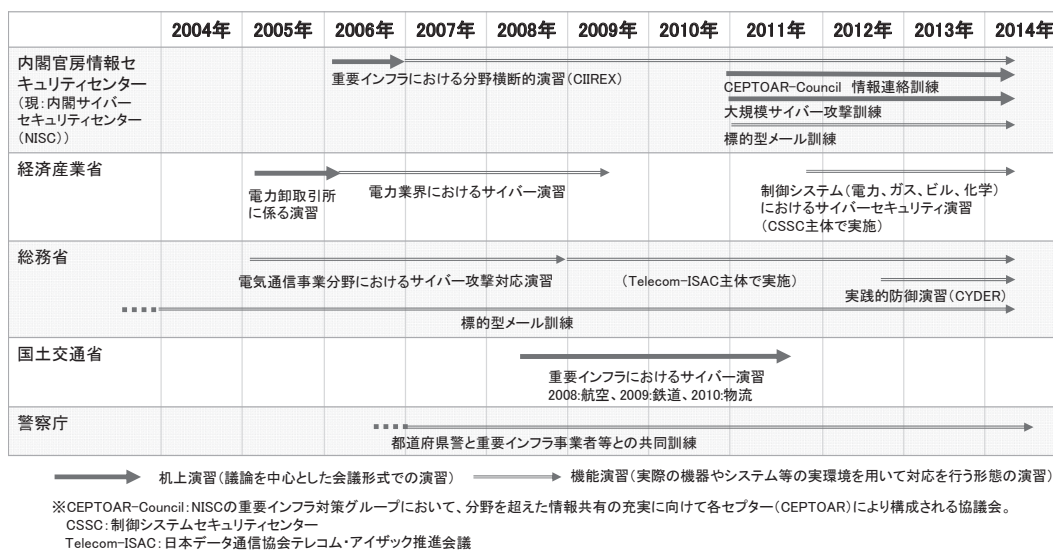 2004年 2005年 2006年 2007年 2008年 2009年 2010年 2011年 2012年 2013年 2014年
内閣官房情報セ
キュリティセンター
(現:内閣サイバー
セキュリティセンター
(NISC))
重要インフラにおける分野横断的演習(CIIREX)
CEPTOAR-Council 情報連絡訓練
大規模サイバー攻撃訓練
標的型メール訓練
経済産業省
電力卸取引所
に係る演習
電力業界におけるサイバー演習
制御システム(電力、ガス、ビル、化学)
におけるサイバーセキュリティ演習
(CSSC主体で実施)
総務省
電気通信事業分野におけるサイバー攻撃対応演習
(Telecom-ISAC主体で実施)
実践的防御演習(CYDER)
標的型メール訓練
国土交通省
重要インフラにおけるサイバー演習
2008:航空、2009:鉄道、2010:物流
警察庁
都道府県警と重要インフラ事業者等との共同訓練
机上演習(議論を中心とした会議形式での演習)
機能演習(実際の機器やシステム等の実環境を用いて対応を行う形態の演習)
※CEPTOAR-Council:NISCの重要インフラ対策グループにおいて、分野を超えた情報共有の充実に向けて各セプター(CEPTOAR)により構成される協議会。
CSSC:制御システムセキュリティセンター
Telecom-ISAC:日本データ通信協会テレコム・アイザック推進会議